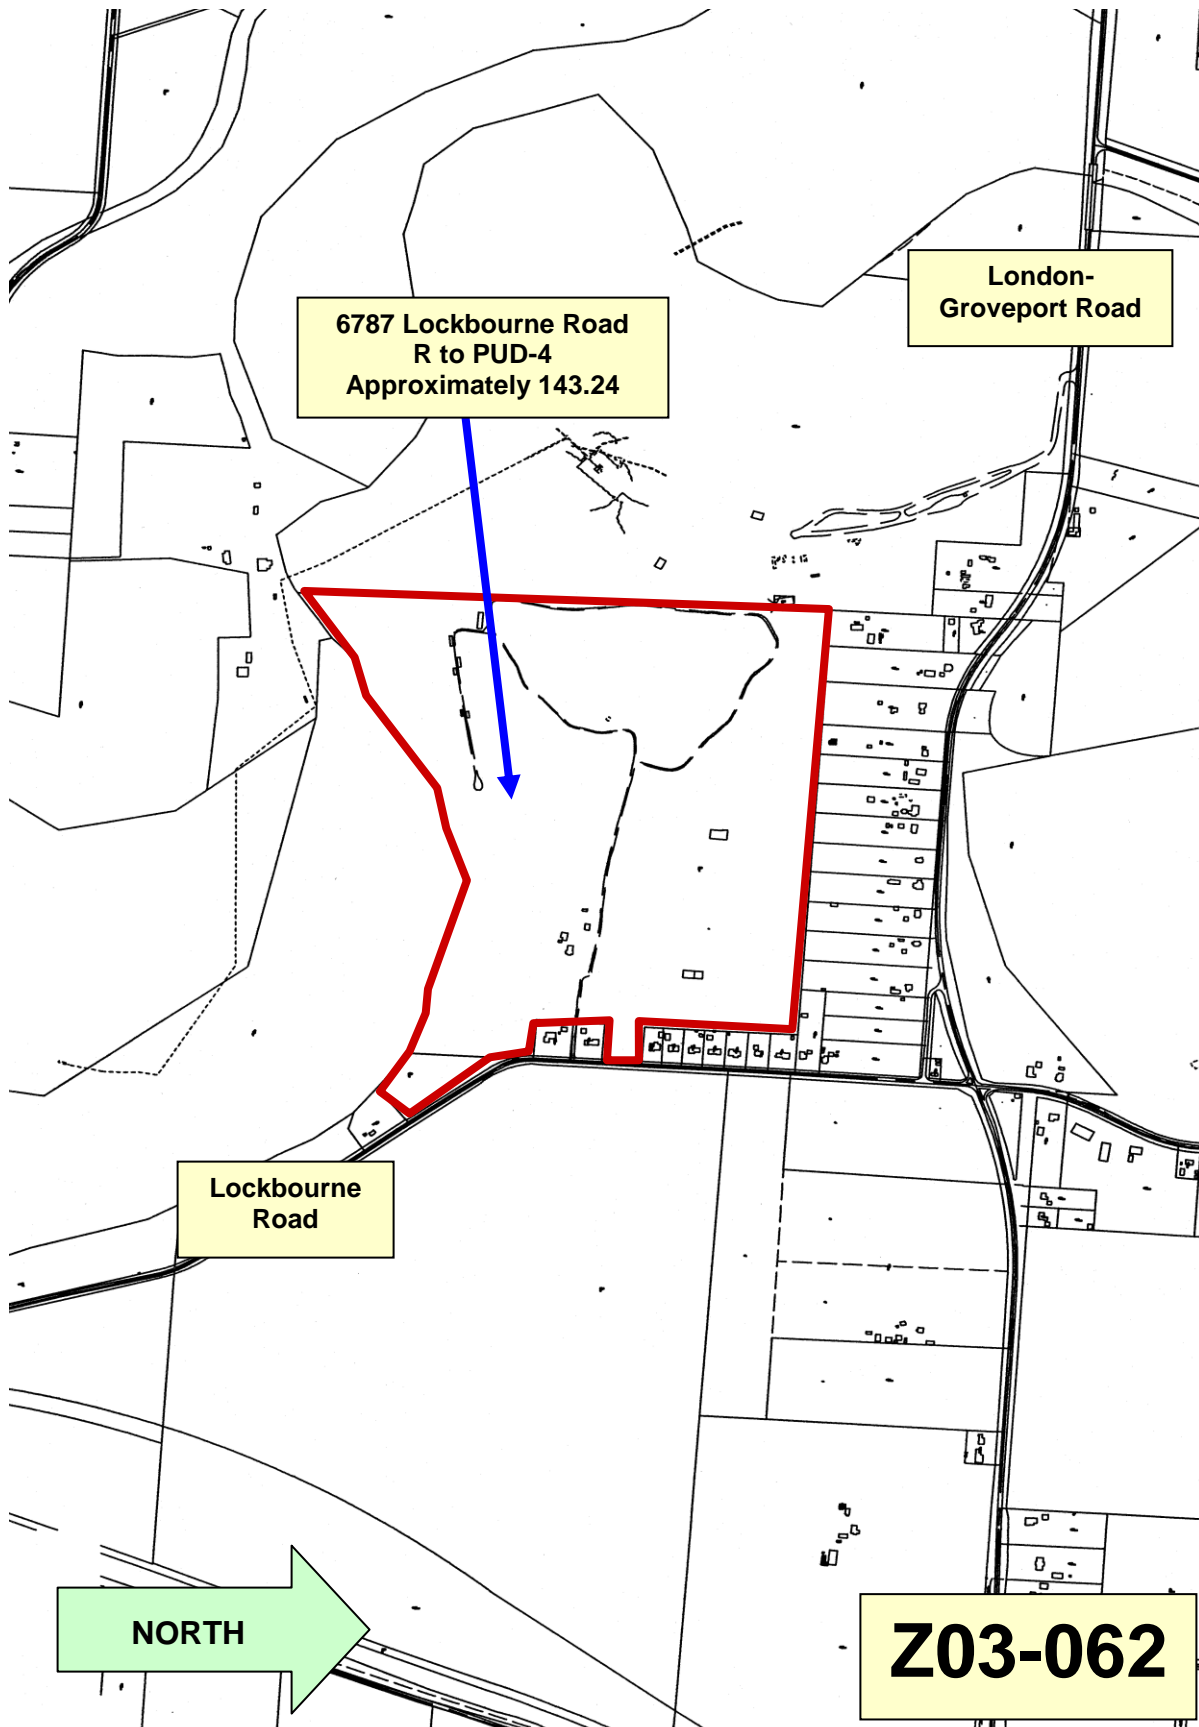 London-
Groveport Road
6787 Lockbourne Road
R to PUD-4
Approximately 143.24
Lockbourne
Road
NORTH
Z03-062